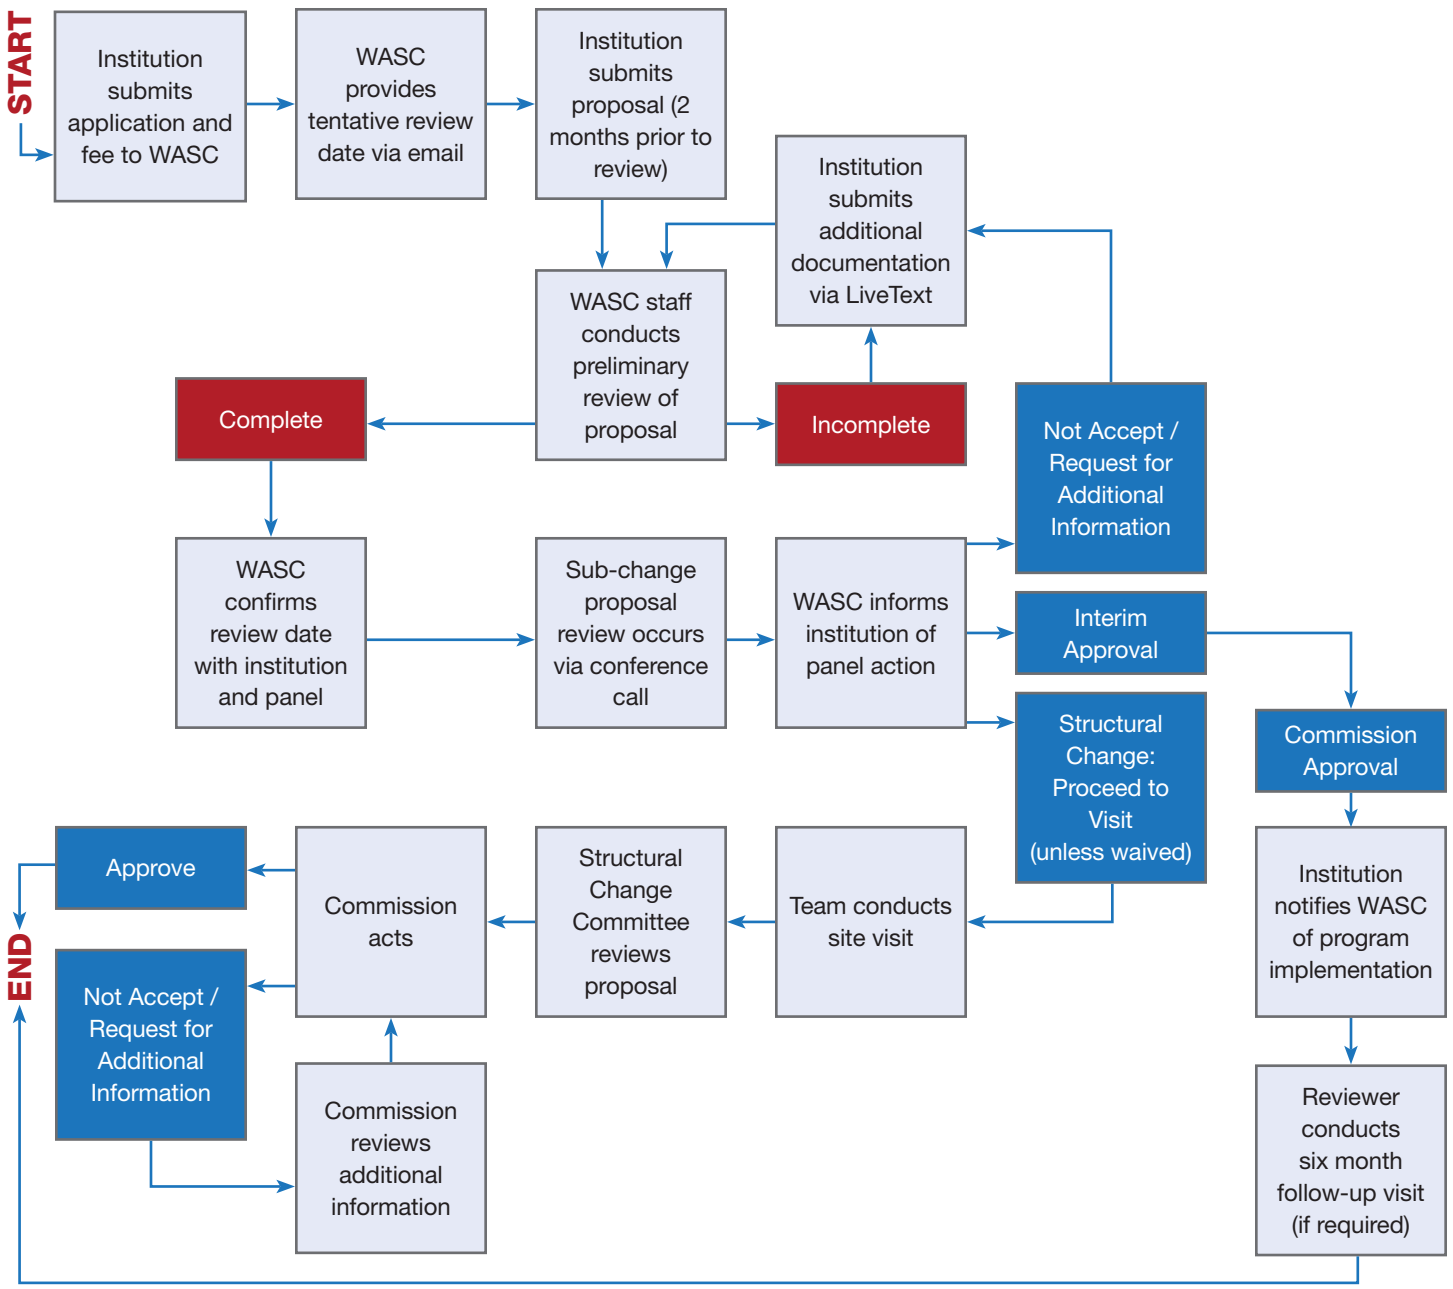 START
Institution
submits
application and
fee to WASC
WASC
provides
tentative review
date via email
Institution
submits
proposal (2
months prior to
review)
Institution
submits
additional
documentation
via LiveText
WASC staff
conducts
preliminary
review of
proposal
Complete
Incomplete
Not Accept /
Request for
Additional
Information
WASC
confirms
review date
with institution
and panel
Sub-change
proposal
review occurs
via conference
call
WASC informs
institution of
panel action
Interim
Approval
Structural
Change:
Proceed to
Visit
(unless waived)
Commission
Approval
Approve
Commission
acts
Structural
Change
Committee
reviews
proposal
Team conducts
site visit
Institution
notifies WASC
of program
implementation
END
Not Accept /
Request for
Additional
Information
Commission
reviews
additional
information
Reviewer
conducts
six month
follow-up visit
(if required)